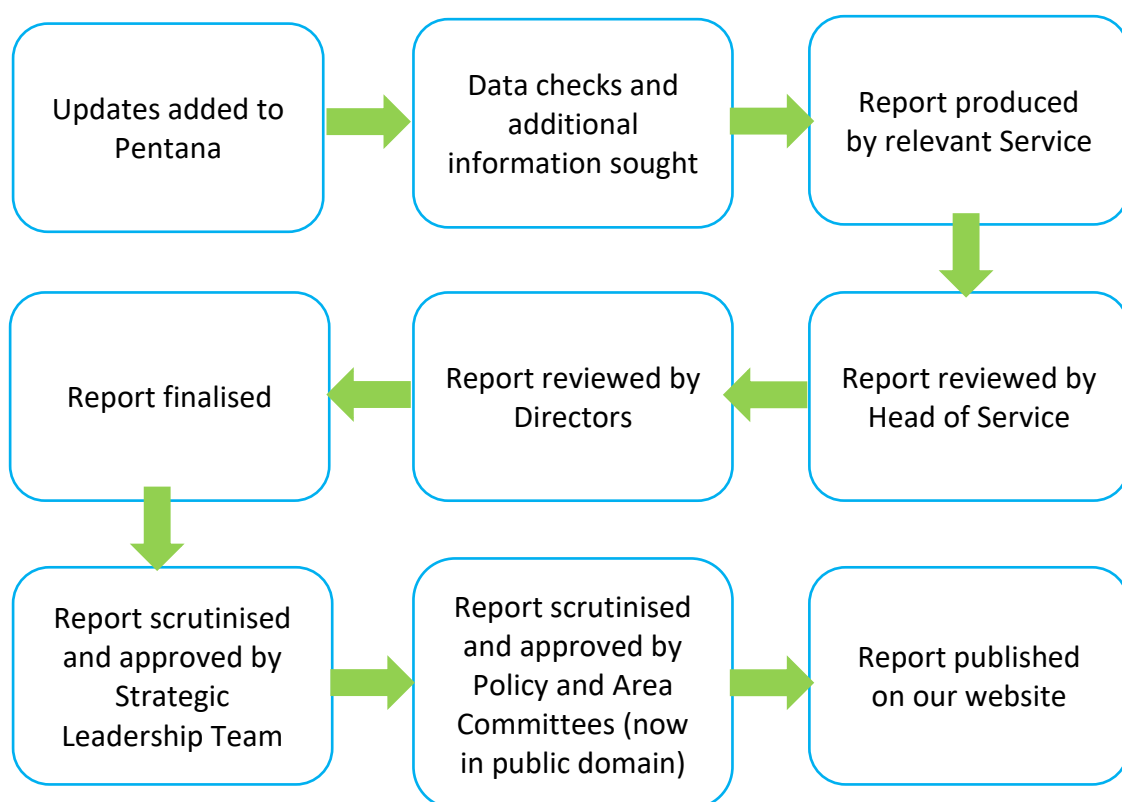 Updates added to
Pentana
Data checks and
additional
information sought
Report produced
by relevant Service
Report reviewed by
Head of Service
Report reviewed by
Directors
Report finalised
Report scrutinised
and approved by
Strategic
Leadership Team
Report scrutinised
and approved by
Policy and Area
Committees (now
in public domain)
Report published
on our website